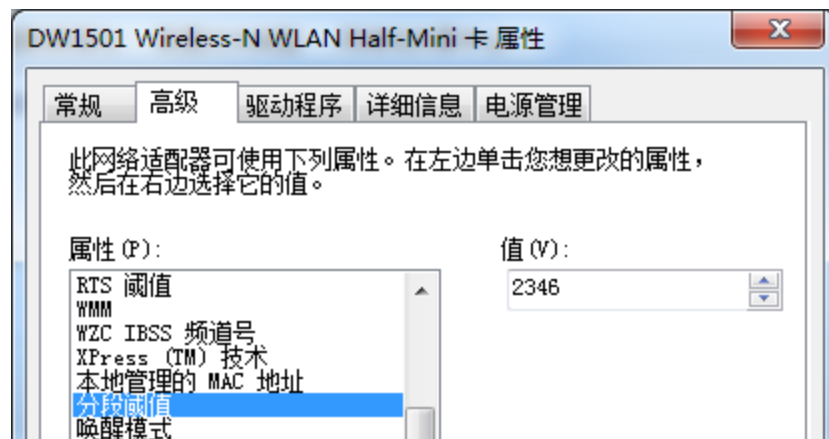 DW1501 Wireless-N WLAN Half-Mini 卡 属性
常规 高级 驱动程序 详细信息 电源管理
此网络适配器可使用下列属性。在左边单击您想更改的属性，
然后在右边选择它的值。
属性(P): 值(V):
RTS 阈值 2346
WMM
WZC IBSS 频道号
XPress (TM) 技术
本地管理的 MAC 地址
分段阈值
唤醒模式